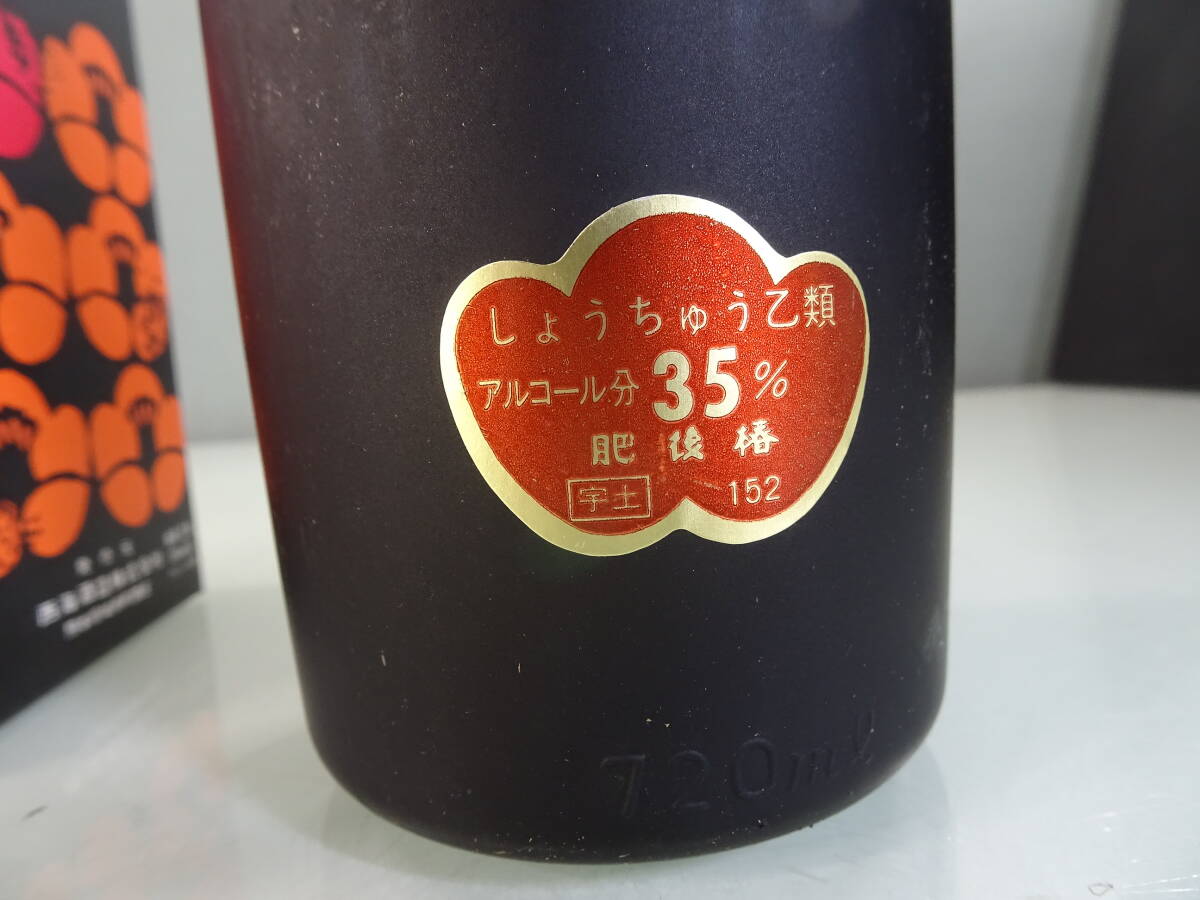 しょうちゅう乙類
アルコール分 35%
肥後椿
宇土 152
720ml